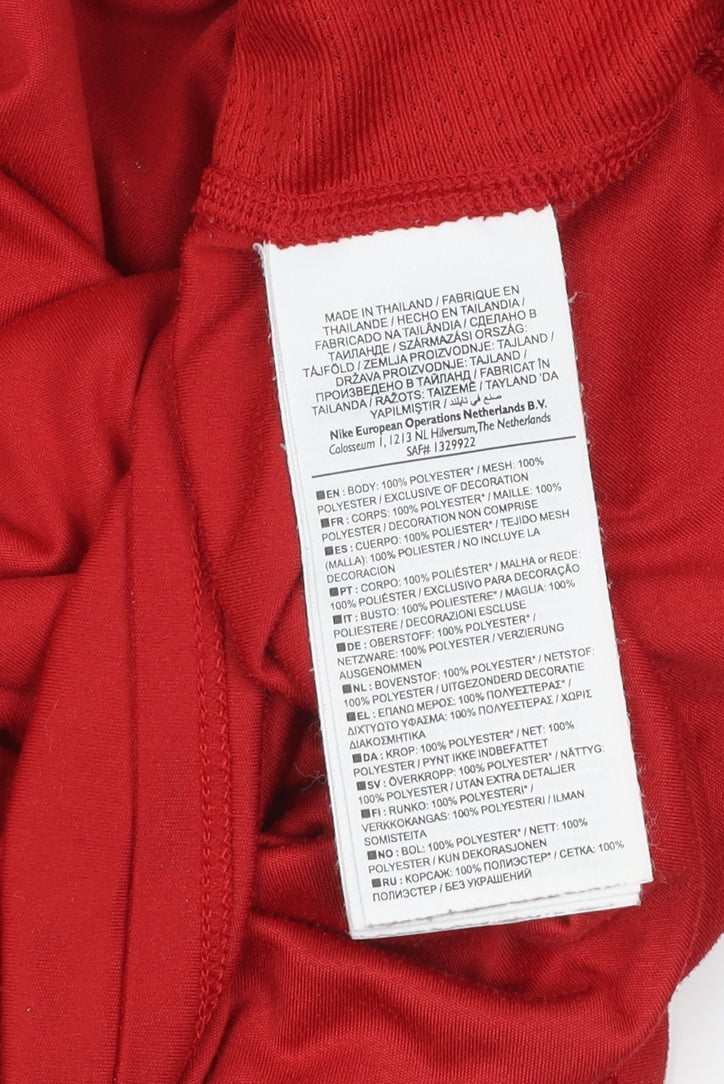 MADE IN THAILAND / FABRIQUE EN
THAILANDE / HECHO EN TAILANDIA /
FABRICADO NA TAILÂNDIA / СДЕЛАНО В
ТАИЛАНДЕ / SZÁRMAZÁSI ORSZÁG:
TÁJFÖLD / ZEMLJA PROIZVODNJE: TAJLAND /
DRŽAVA PROIZVODNJE: TAJLAND /
ПРОИЗВЕДЕНО В ТАЙЛАНД / FABRICAT ÎN
TAILANDA / RAŽOTS: TAIZEMĒ / TAYLAND 'DA
YAPILMIŞTIR / صنع في تايلند
Nike European Operations Netherlands B.V.
Colosseum 1, 1213 NL Hilversum,The Netherlands
SAF# 1329922
EN : BODY: 100% POLYESTER* / MESH: 100%
POLYESTER / EXCLUSIVE OF DECORATION
FR : CORPS: 100% POLYESTER* / MAILLE: 100%
POLYESTER / DECORATION NON COMPRISE
ES : CUERPO: 100% POLIESTER* / TEJIDO MESH
(MALLA): 100% POLIESTER / NO INCLUYE LA
DECORACION
PT : CORPO: 100% POLIÉSTER* / MALHA or REDE:
100% POLIÉSTER / EXCLUSIVO PARA DECORAÇÃO
IT : BUSTO: 100% POLIESTERE* / MAGLIA: 100%
POLIESTERE / DECORAZIONI ESCLUSE
DE : OBERSTOFF: 100% POLYESTER* /
NETZWARE: 100% POLYESTER / VERZIERUNG
AUSGENOMMEN
NL : BOVENSTOF: 100% POLYESTER* / NETSTOF:
100% POLYESTER / UITGEZONDERD DECORATIE
EL : ΕΠΑΝΩ ΜΕΡΟΣ: 100% ΠΟΛΥΕΣΤΕΡΑΣ* /
ΔΙΧΤΥΩΤΟ ΥΦΑΣΜΑ: 100% ΠΟΛΥΕΣΤΕΡΑΣ / ΧΩΡΙΣ
ΔΙΑΚΟΣΜΗΤΙΚΑ
DA : KROP: 100% POLYESTER* / NET: 100%
POLYESTER / PYNT IKKE INDBEFATTET
SV : ÖVERKROPP: 100% POLYESTER* / NÄTTYG:
100% POLYESTER / UTAN EXTRA DETALJER
FI : RUNKO: 100% POLYESTERI* /
VERKKOKANGAS: 100% POLYESTERI / ILMAN
SOMISTEITA
NO : BOL: 100% POLYESTER* / NETT: 100%
POLYESTER / KUN DEKORASJONEN
RU : КОРСАЖ: 100% ПОЛИЭСТЕР* / СЕТКА: 100%
ПОЛИЭСТЕР / БЕЗ УКРАШЕНИЙ